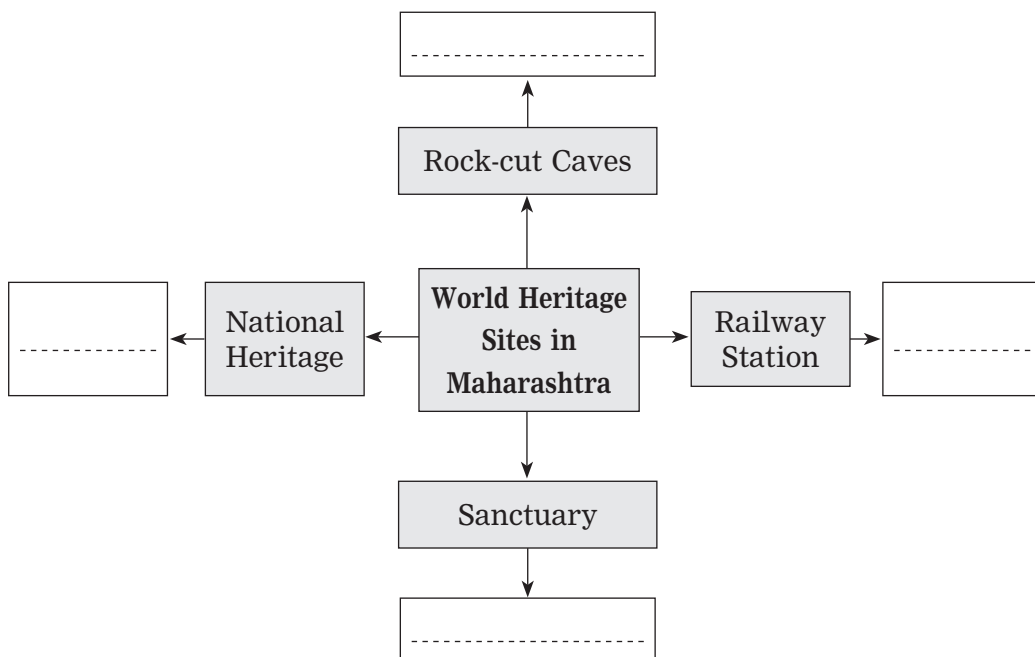 Rock-cut Caves
National
Heritage
World Heritage
Sites in
Maharashtra
Railway
Station
Sanctuary